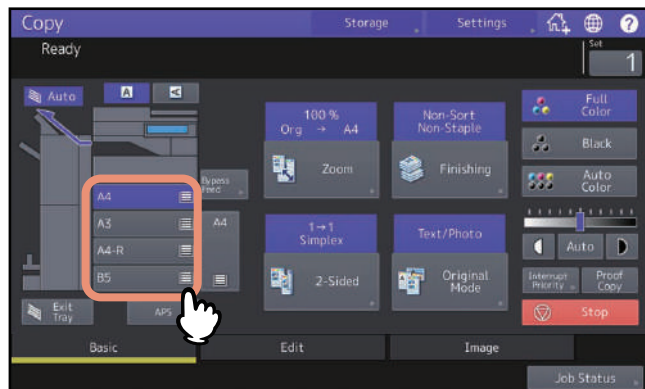 Copy
Storage
Settings
?
Ready
Set
1
Auto
A
A
100 %
Org → A4
Zoom
Non-Sort
Non-Staple
Finishing
Full
Color
Black
Auto
Color
Bypass
Feed
A4
A3
A4-R
B5
A4
1→1
Simplex
2-Sided
Text/Photo
Original
Mode
Auto
Interrupt
Priority
Proof
Copy
Exit
Tray
APS
Stop
Basic
Edit
Image
Job Status